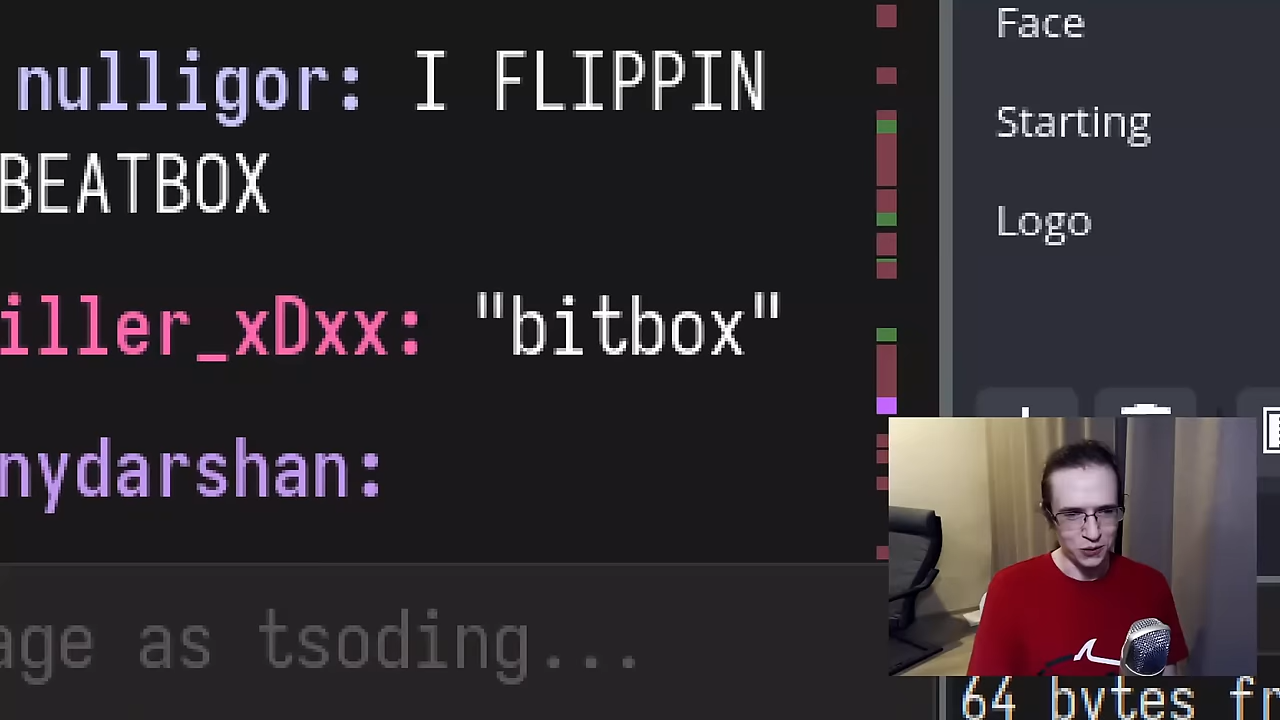 nulligor: I FLIPPIN
BEATBOX
iller_xDxx: "bitbox"
nydarshan:
age as tsoding...
Face
Starting
Logo
64 bytes fr